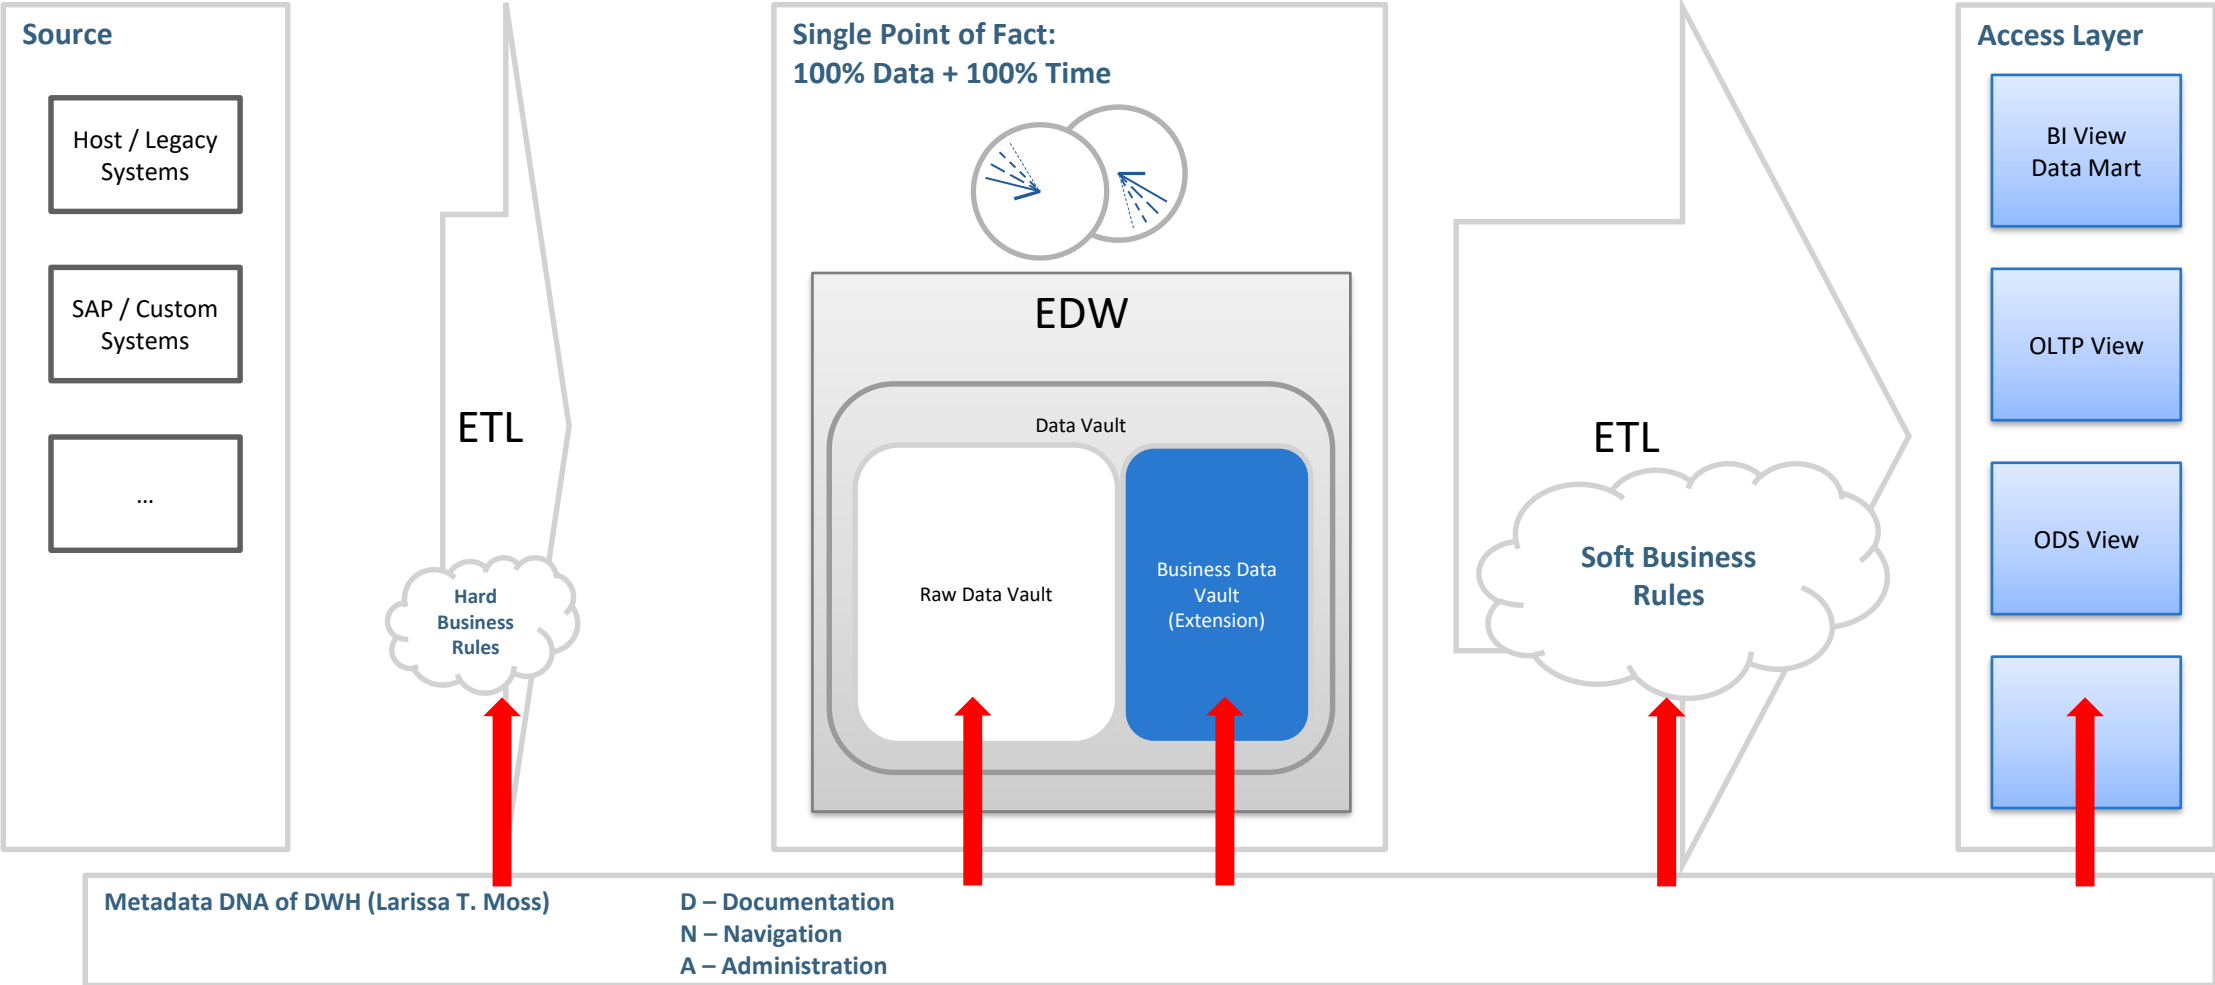 Source
Host / Legacy
Systems
SAP / Custom
Systems
...
ETL
Hard
Business
Rules
Single Point of Fact:
100% Data + 100% Time
EDW
Data Vault
Raw Data Vault
Business Data
Vault
(Extension)
ETL
Soft Business
Rules
Access Layer
BI View
Data Mart
OLTP View
ODS View
Metadata DNA of DWH (Larissa T. Moss)
D – Documentation
N – Navigation
A – Administration